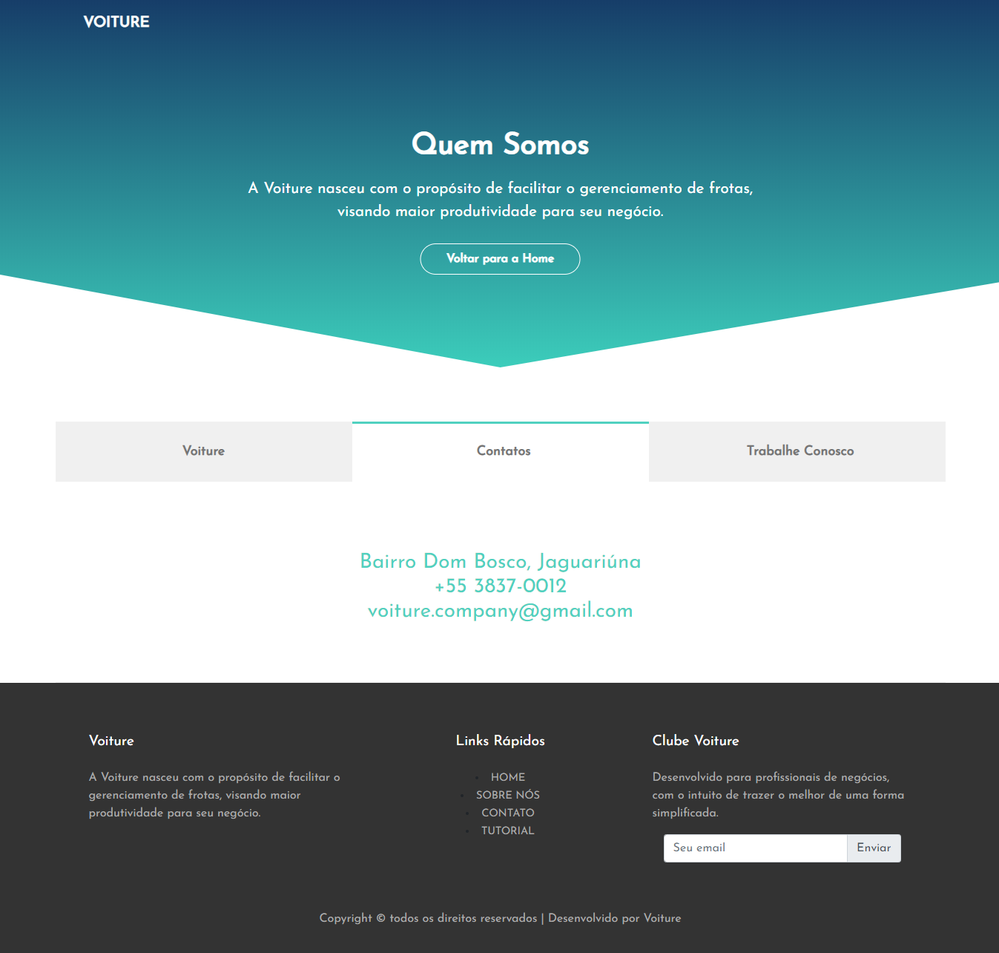 VOITURE
Quem Somos
A Voiture nasceu com o propósito de facilitar o gerenciamento de frotas,
visando maior produtividade para seu negócio.
Voltar para a Home
Voiture
Contatos
Trabalhe Conosco
Bairro Dom Bosco, Jaguariúna
+55 3837-0012
voiture.company@gmail.com
Voiture
A Voiture nasceu com o propósito de facilitar o
gerenciamento de frotas, visando maior
produtividade para seu negócio.
Links Rápidos
HOME
SOBRE NÓS
CONTATO
TUTORIAL
Clube Voiture
Desenvolvido para profissionais de negócios,
com o intuito de trazer o melhor de uma forma
simplificada.
Seu email
Enviar
Copyright © todos os direitos reservados | Desenvolvido por Voiture